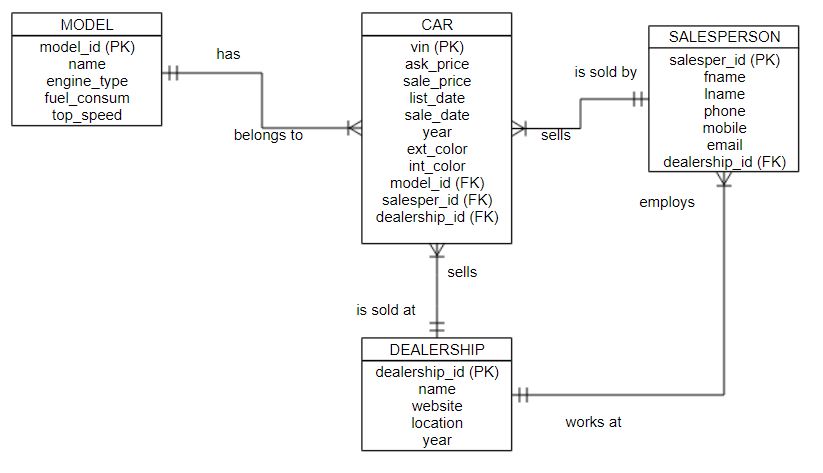 MODEL
model_id (PK)
name
engine_type
fuel_consum
top_speed
has
belongs to
CAR
vin (PK)
ask_price
sale_price
list_date
sale_date
year
ext_color
int_color
model_id (FK)
salesper_id (FK)
dealership_id (FK)
is sold by
sells
SALESPERSON
salesper_id (PK)
fname
lname
phone
mobile
email
dealership_id (FK)
employs
sells
is sold at
DEALERSHIP
dealership_id (PK)
name
website
location
year
works at